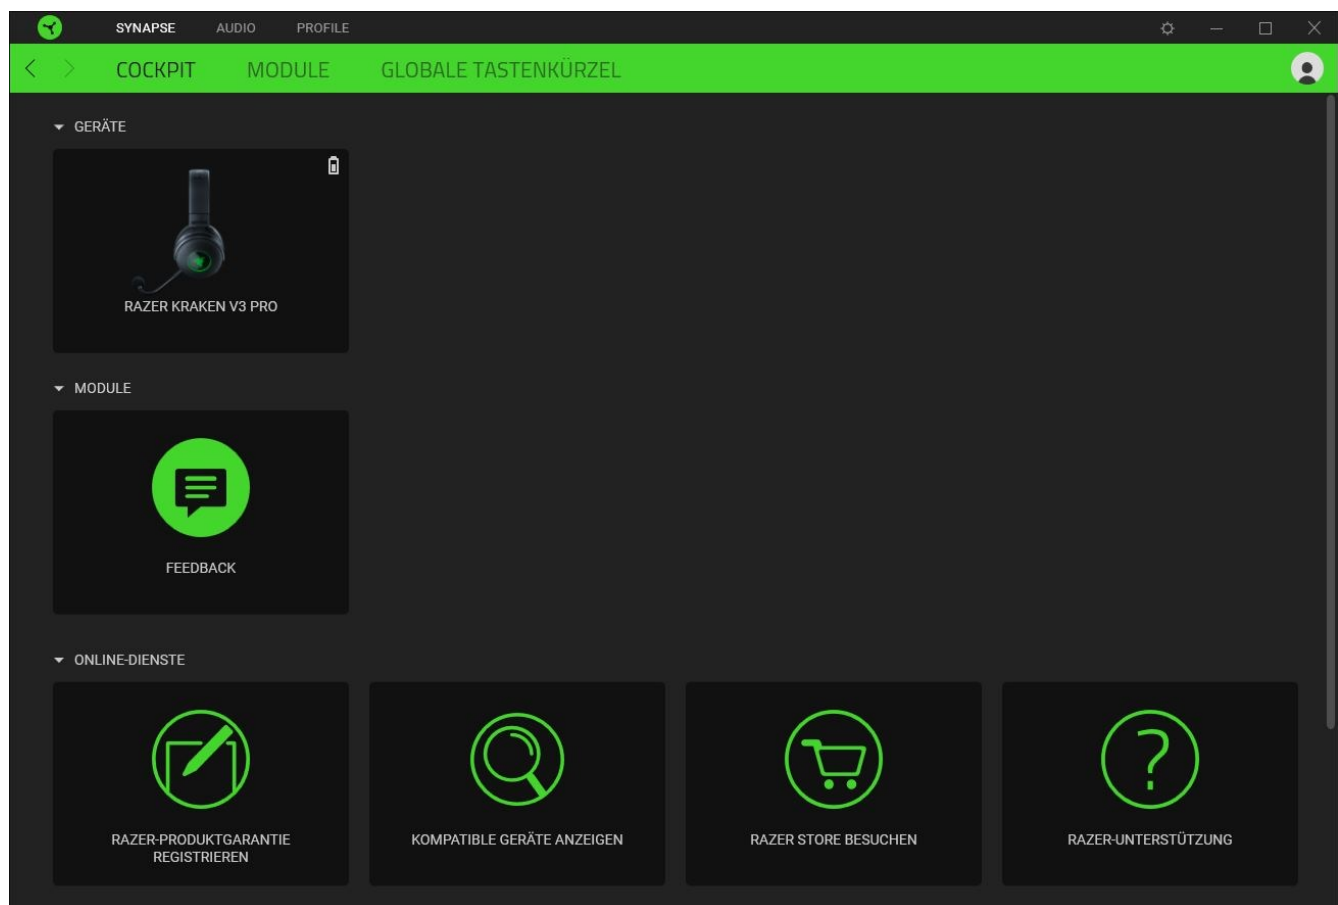 SYNAPSE AUDIO PROFILE
COCKPIT MODULE GLOBALE TASTENKÜRZEL
GERÄTE
RAZER KRAKEN V3 PRO
MODULE
FEEDBACK
ONLINE-DIENSTE
RAZER-PRODUKTGARANTIE
REGISTRIEREN
KOMPATIBLE GERÄTE ANZEIGEN
RAZER STORE BESUCHEN
RAZER-UNTERSTÜTZUNG